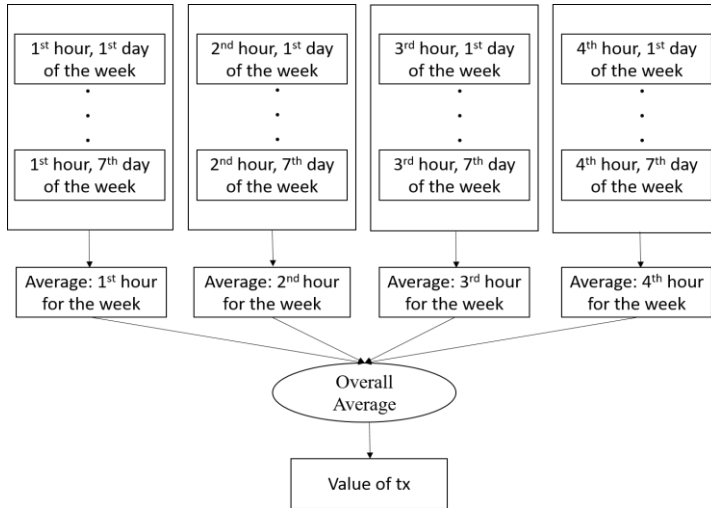 1st hour, 1st day
of the week
2nd hour, 1st day
of the week
3rd hour, 1st day
of the week
4th hour, 1st day
of the week
1st hour, 7th day
of the week
2nd hour, 7th day
of the week
3rd hour, 7th day
of the week
4th hour, 7th day
of the week
Average: 1st hour
for the week
Average: 2nd hour
for the week
Average: 3rd hour
for the week
Average: 4th hour
for the week
Overall
Average
Value of tx